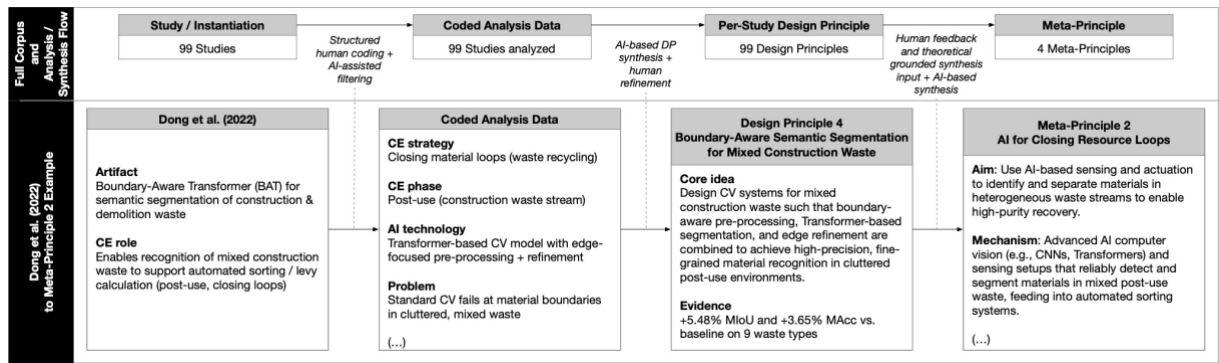 Full Corpus
and
Analysis /
Synthesis Flow
Study / Instantiation
99 Studies
Structured
human coding +
AI-assisted
filtering
Coded Analysis Data
99 Studies analyzed
AI-based DP
synthesis +
human
refinement
Per-Study Design Principle
99 Design Principles
Human feedback
and theoretical
grounded synthesis
input + AI-based
synthesis
Meta-Principle
4 Meta-Principles
Dong et al. (2022)
to Meta-Principle 2 Example
Dong et al. (2022)
Artifact
Boundary-Aware Transformer (BAT) for
semantic segmentation of construction &
demolition waste
CE role
Enables recognition of mixed construction
waste to support automated sorting / levy
calculation (post-use, closing loops)
Coded Analysis Data
CE strategy
Closing material loops (waste recycling)
CE phase
Post-use (construction waste stream)
AI technology
Transformer-based CV model with edge-
focused pre-processing + refinement
Problem
Standard CV fails at material boundaries
in cluttered, mixed waste
(...)
Design Principle 4
Boundary-Aware Semantic Segmentation
for Mixed Construction Waste
Core idea
Design CV systems for mixed
construction waste such that boundary-
aware pre-processing, Transformer-based
segmentation, and edge refinement are
combined to achieve high-precision, fine-
grained material recognition in cluttered
post-use environments.
Evidence
+5.48% MIoU and +3.65% MAcc vs.
baseline on 9 waste types
Meta-Principle 2
AI for Closing Resource Loops
Aim: Use AI-based sensing and actuation
to identify and separate materials in
heterogeneous waste streams to enable
high-purity recovery.
Mechanism: Advanced AI computer
vision (e.g., CNNs, Transformers) and
sensing setups that reliably detect and
segment materials in mixed post-use
waste, feeding into automated sorting
systems.
(...)